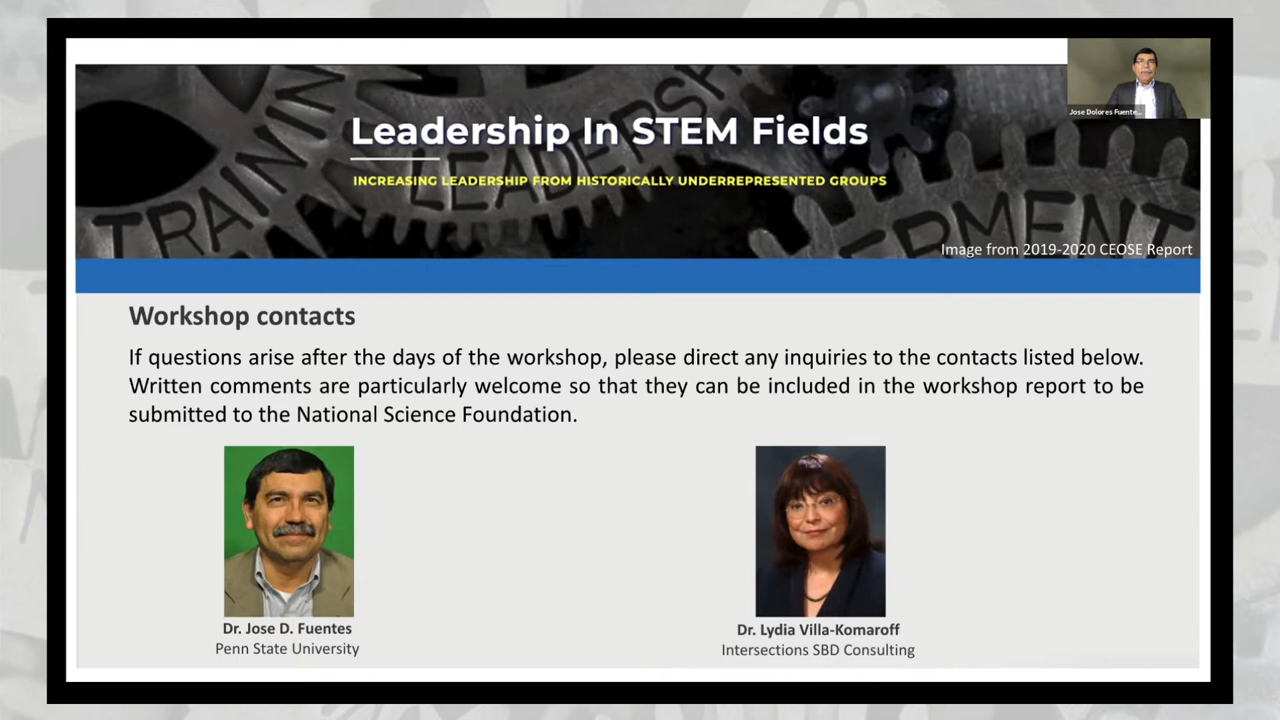 Jose Dolores Fuente...
TRAINING
LEADERSHIP
Leadership In STEM Fields
INCREASING LEADERSHIP FROM HISTORICALLY UNDERREPRESENTED GROUPS
Image from 2019-2020 CEOSE Report
Workshop contacts
If questions arise after the days of the workshop, please direct any inquiries to the contacts listed below.
Written comments are particularly welcome so that they can be included in the workshop report to be
submitted to the National Science Foundation.
Dr. Jose D. Fuentes
Penn State University
Dr. Lydia Villa-Komaroff
Intersections SBD Consulting